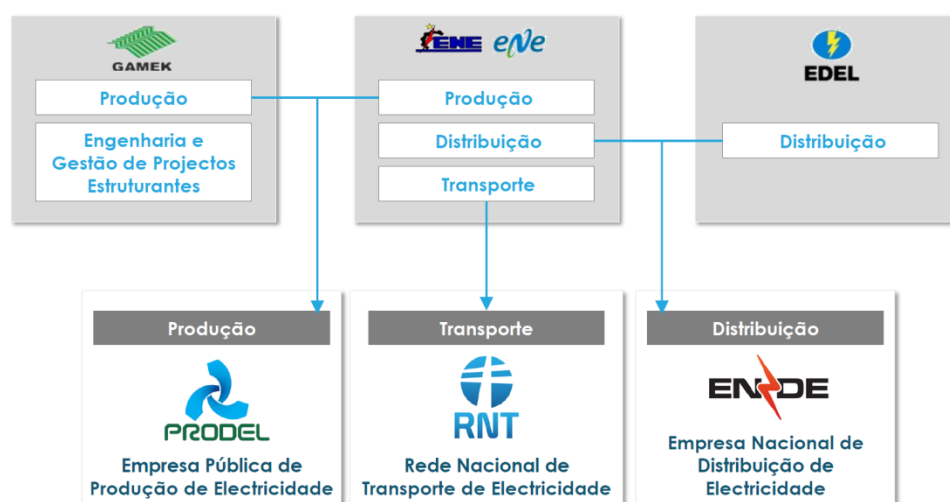 GAMEK
Produção
Engenharia e
Gestão de Projectos
Estruturantes
ENE eNe
Produção
Distribuição
Transporte
EDEL
Distribuição
Produção
PRODEL
Empresa Pública de
Produção de Electricidade
Transporte
RNT
Rede Nacional de
Transporte de Electricidade
Distribuição
ENDE
Empresa Nacional de
Distribuição de
Electricidade